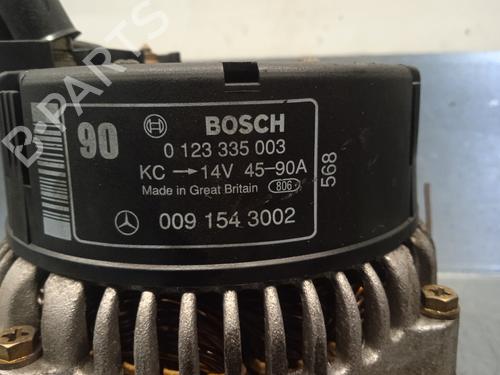 B-PARTS
90
BOSCH
0 123 335 003
KC → 14V 45-90A
Made in Great Britain 806
568
009 154 3002